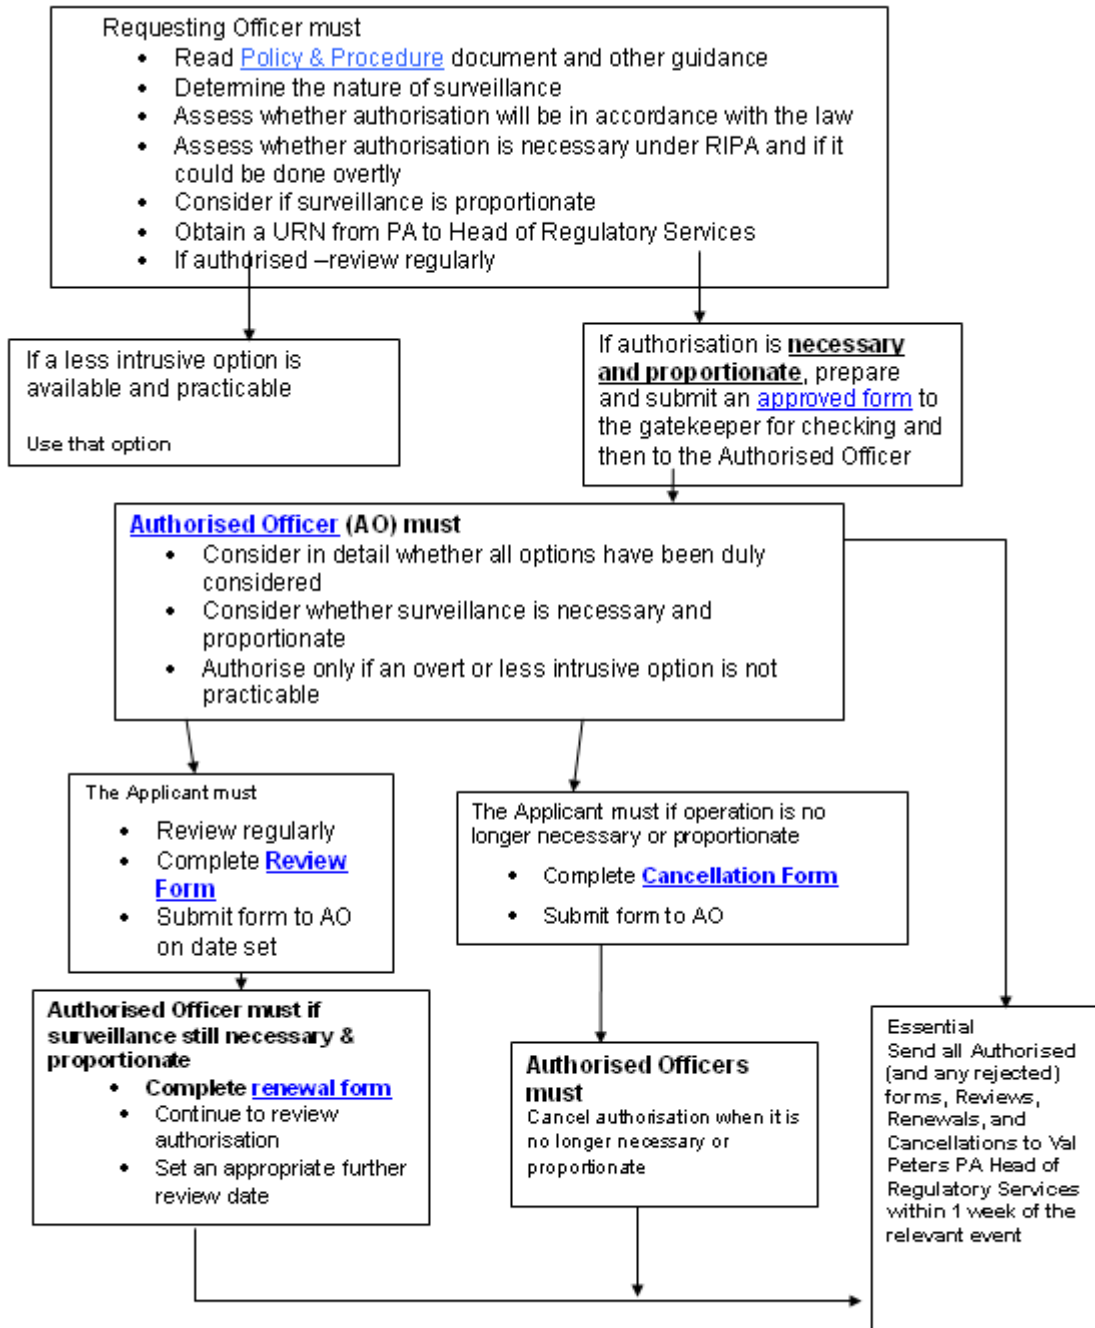 Requesting Officer must
• Read Policy & Procedure document and other guidance
• Determine the nature of surveillance
• Assess whether authorisation will be in accordance with the law
• Assess whether authorisation is necessary under RIPA and if it
could be done overtly
• Consider if surveillance is proportionate
• Obtain a URN from PA to Head of Regulatory Services
• If authorised –review regularly
If a less intrusive option is
available and practicable
Use that option
If authorisation is necessary
and proportionate, prepare
and submit an approved form to
the gatekeeper for checking and
then to the Authorised Officer
Authorised Officer (AO) must
• Consider in detail whether all options have been duly
considered
• Consider whether surveillance is necessary and
proportionate
• Authorise only if an overt or less intrusive option is not
practicable
The Applicant must
• Review regularly
• Complete Review
Form
• Submit form to AO
on date set
The Applicant must if operation is no
longer necessary or proportionate
• Complete Cancellation Form
• Submit form to AO
Authorised Officer must if
surveillance still necessary &
proportionate
• Complete renewal form
• Continue to review
authorisation
• Set an appropriate further
review date
Authorised Officers
must
Cancel authorisation when it is
no longer necessary or
proportionate
Essential
Send all Authorised
(and any rejected)
forms, Reviews,
Renewals, and
Cancellations to Val
Peters PA Head of
Regulatory Services
within 1 week of the
relevant event